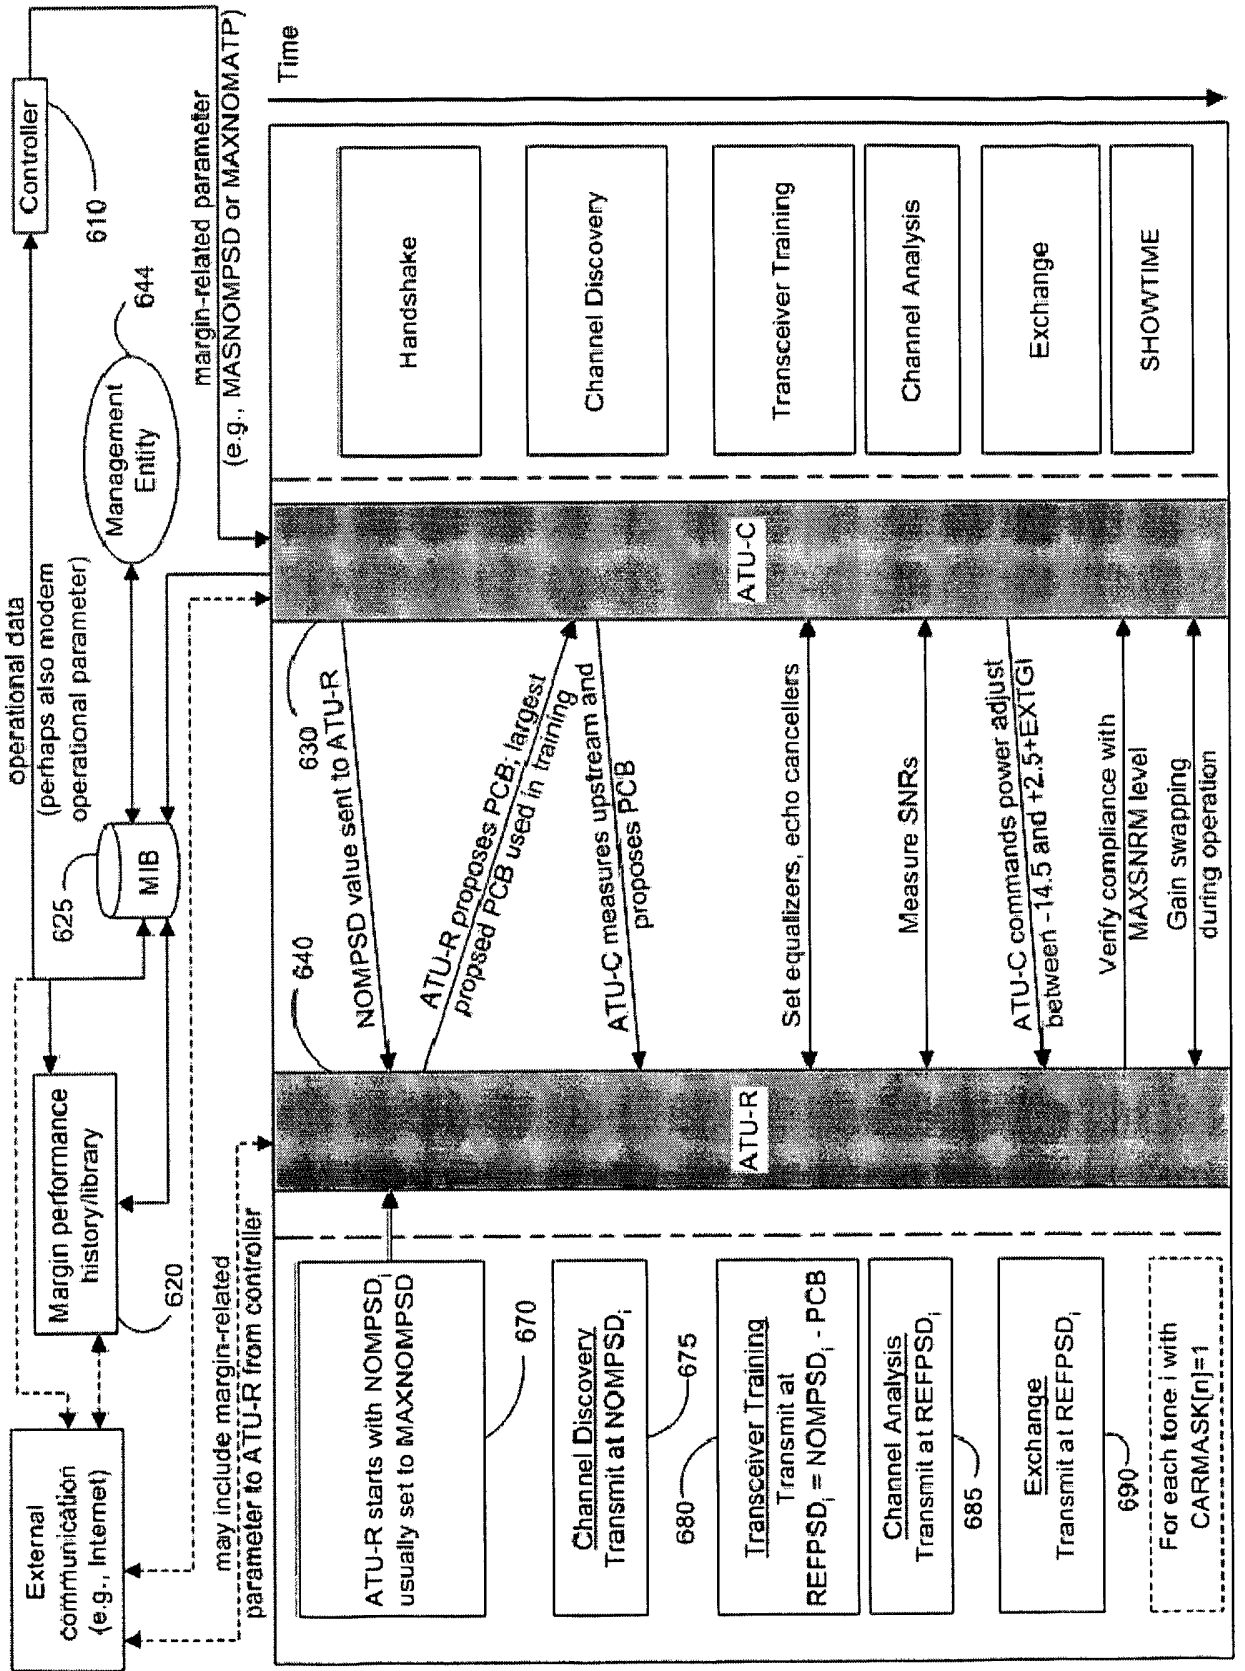 External
communication
(e.g., Internet)
Margin performance
history/library
620
625
MIB
operational data
(perhaps also modem
operational parameter)
Management
Entity
644
Controller
610
margin-related parameter
(e.g., MASNOMPSD or MAXNOMATP)
may include margin-related
parameter to ATU-R from controller
640
630
Time
ATU-R starts with NOMPSDi
usually set to MAXNOMPSD
670
Channel Discovery
Transmit at NOMPSDi
675
680
Transceiver Training
Transmit at
REFPSDi = NOMPSDi - PCB
Channel Analysis
Transmit at REFPSDi
685
Exchange
Transmit at REFPSDi
690
For each tone i with
CARMASK[n]=1
ATU-R
NOMPSD value sent to ATU-R
ATU-R proposes PCB; largest
propsed PCB used in training
ATU-C measures upstream and
proposes PCB
Set equalizers, echo cancellers
Measure SNRs
ATU-C commands power adjust
between -14.5 and +2.5+EXTGI
Verify compliance with
MAXSNRM level
Gain swapping
during operation
ATU-C
Handshake
Channel Discovery
Transceiver Training
Channel Analysis
Exchange
SHOWTIME